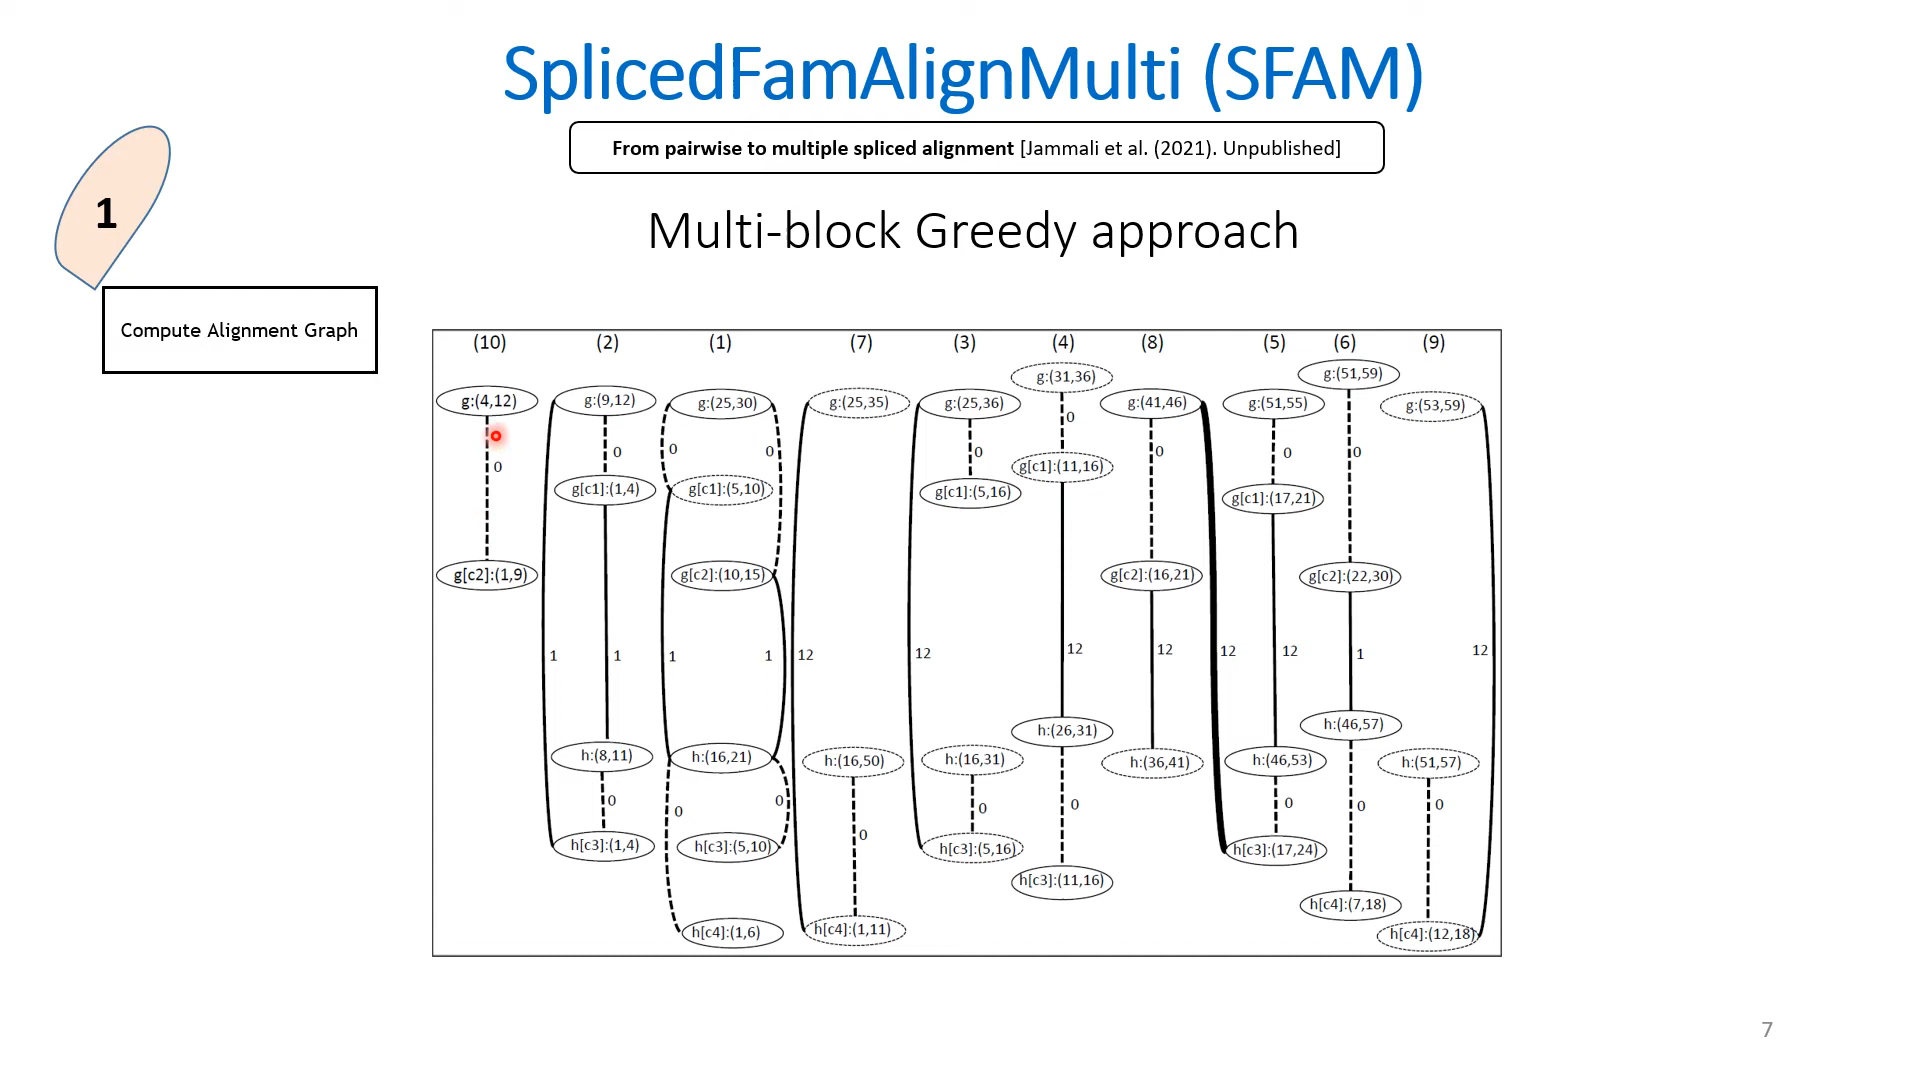 SplicedFamAlignMulti (SFAM)
From pairwise to multiple spliced alignment [Jammali et al. (2021). Unpublished]
1
Multi-block Greedy approach
Compute Alignment Graph
(10) (2) (1) (7) (3) (4) (8) (5) (6) (9)
g:(31,36) g:(51,59)
g:(4,12) g:(9,12) g:(25,30) g:(25,35) g:(25,36) g:(41,46) g:(51,55) g:(53,59)
0
0 0 0 0 0 0 0
0 g[c1]:(11,16)
g[c1]:(1,4) g[c1]:(5,10) g[c1]:(5,16) g[c1]:(17,21)
g[c2]:(1,9) g[c2]:(10,15) g[c2]:(16,21) g[c2]:(22,30)
1 1 1 1 12 12 12 12 12 12 1 12
h:(26,31) h:(46,57)
h:(8,11) h:(16,21) h:(16,50) h:(16,31) h:(36,41) h:(46,53) h:(51,57)
0 0 0 0 0 0 0 0
0
h[c3]:(1,4) h[c3]:(5,10) h[c3]:(5,16) h[c3]:(17,24)
h[c3]:(11,16)
h[c4]:(7,18)
h[c4]:(1,6) h[c4]:(1,11) h[c4]:(12,18)
7